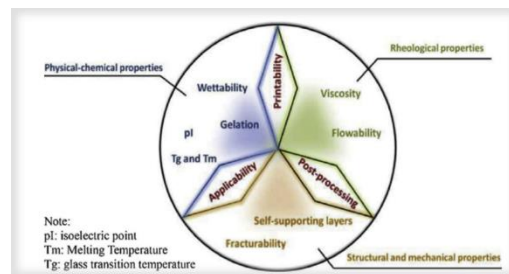 Rheological properties
Physical-chemical properties
Wettability
Printability
Viscosity
Gelation
pI
Flowability
Tg and Tm
Applicability
Post-processing
Self-supporting layers
Note:
pI: isoelectric point
Tm: Melting Temperature
Tg: glass transition temperature
Fracturability
Structural and mechanical properties